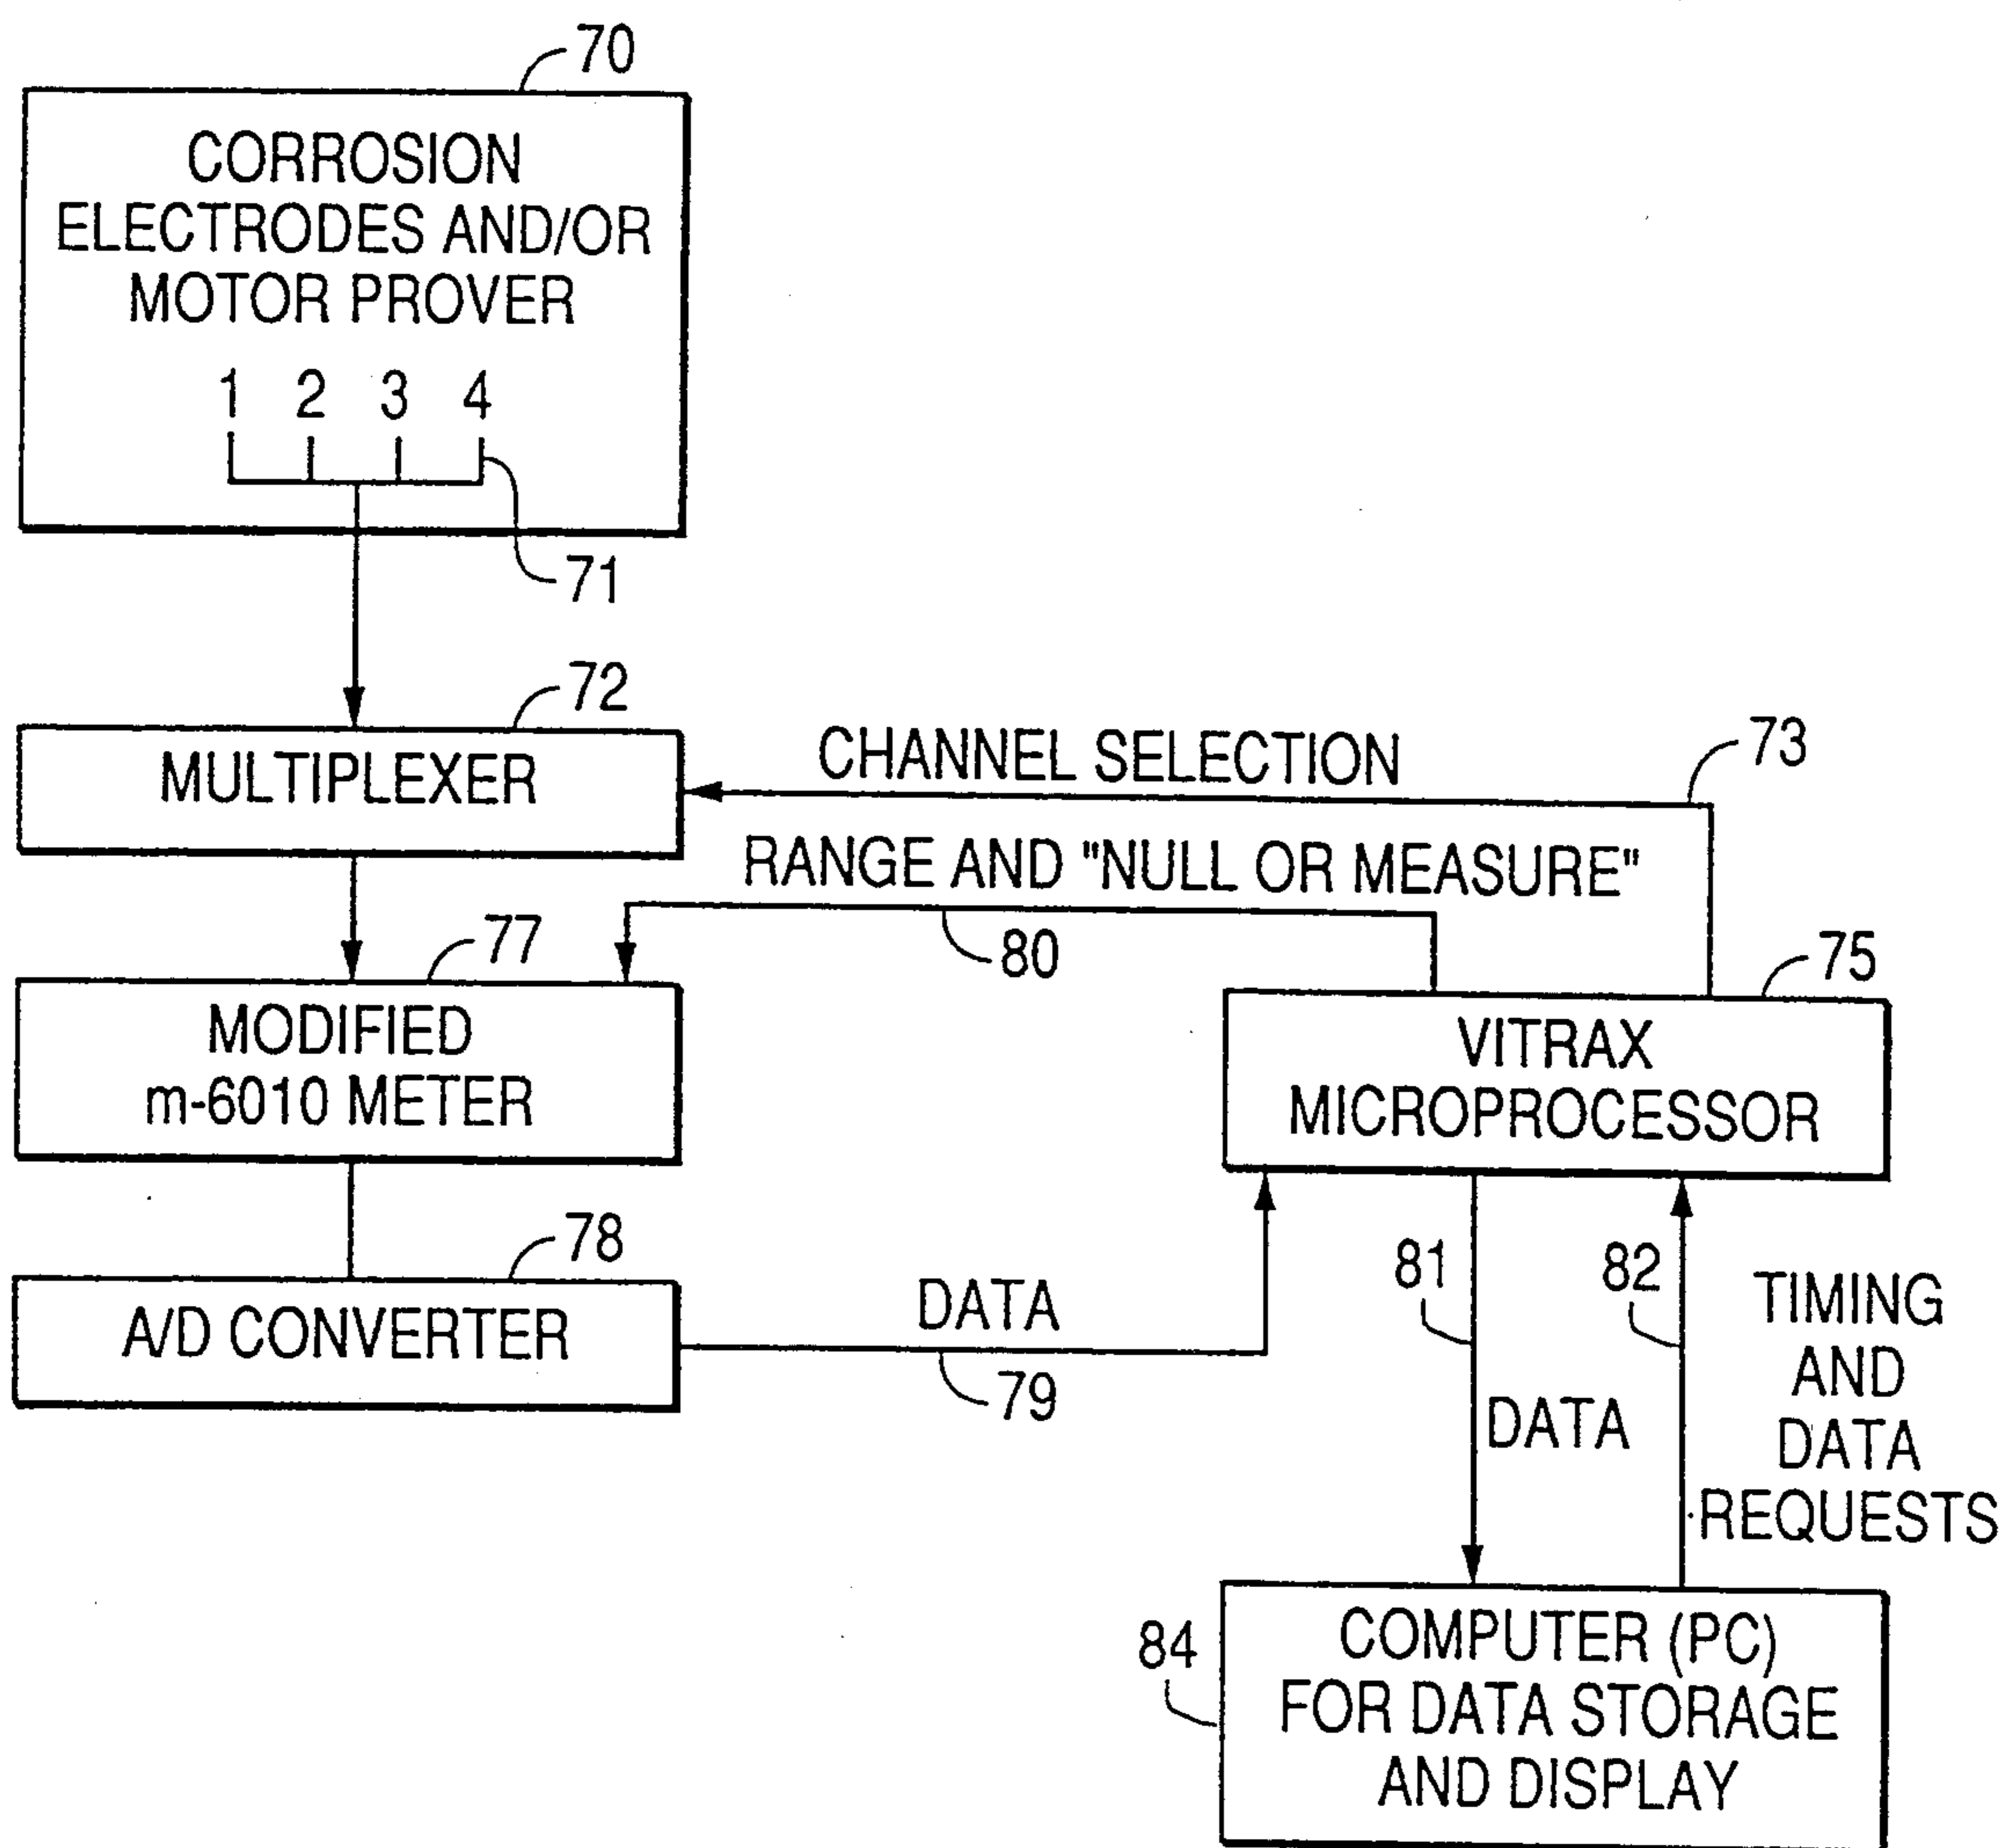 70
CORROSION
ELECTRODES AND/OR
MOTOR PROVER
1 2 3 4
71
72
MULTIPLEXER
CHANNEL SELECTION
73
RANGE AND "NULL OR MEASURE"
80
77
MODIFIED
m-6010 METER
75
VITRAX
MICROPROCESSOR
78
A/D CONVERTER
DATA
79
81
DATA
82
TIMING
AND
DATA
REQUESTS
84
COMPUTER (PC)
FOR DATA STORAGE
AND DISPLAY